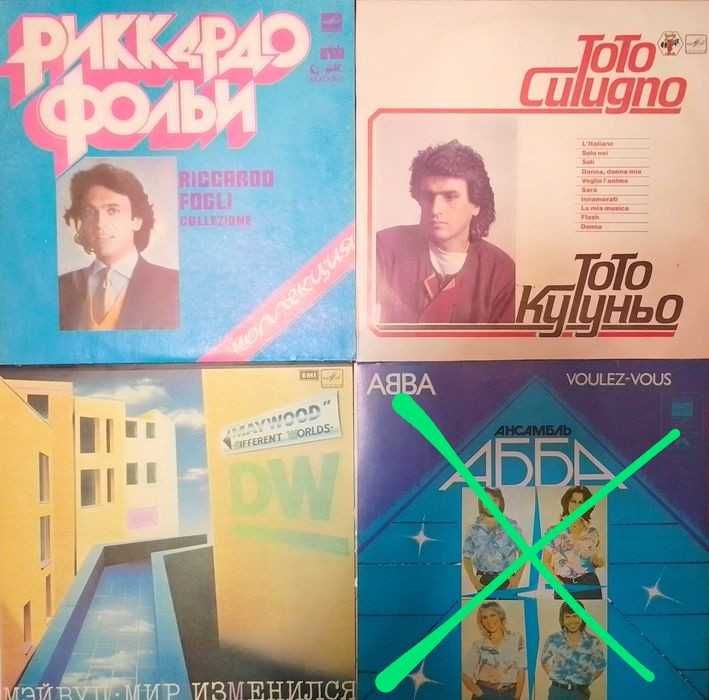 РИККАРДО
ФОЛЬИ
RICCARDO
FOGLI
COLLEZIONE
КОЛЛЕКЦИЯ
TOTO
Cutugno
L'Italiano
Solo noi
Soli
Donna, donna mia
Voglio l'anima
Sarà
Innamorati
La mia musica
Flash
Donna
ТОТО
Кутуньо
EMI
"MAYWOOD"
DIFFERENT WORLDS
DW
МЭЙВУД · МИР ИЗМЕНИЛСЯ
ABBA
VOULEZ-VOUS
АНСАМБЛЬ
АББА